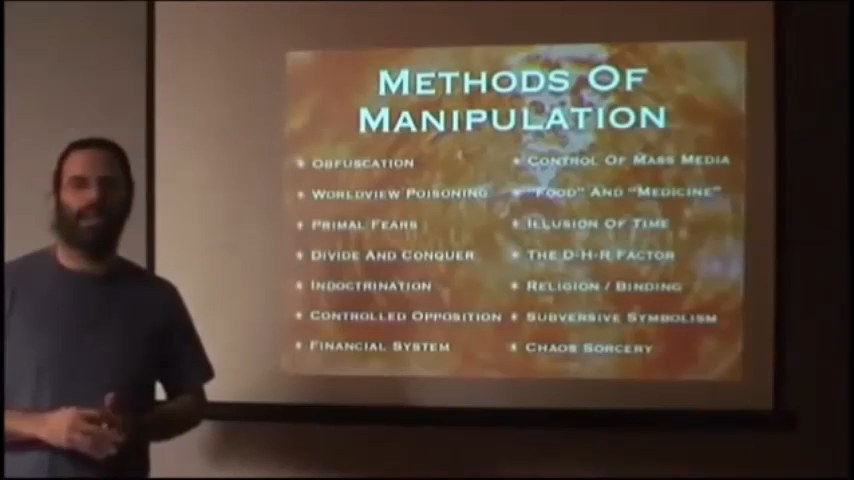 METHODS OF
MANIPULATION
OBFUSCATION
WORLDVIEW POISONING
PRIMAL FEARS
DIVIDE AND CONQUER
INDOCTRINATION
CONTROLLED OPPOSITION
FINANCIAL SYSTEM
CONTROL OF MASS MEDIA
"FOOD" AND "MEDICINE"
ILLUSION OF TIME
THE D-H-R FACTOR
RELIGION / BINDING
SUBVERSIVE SYMBOLISM
CHAOS SORCERY